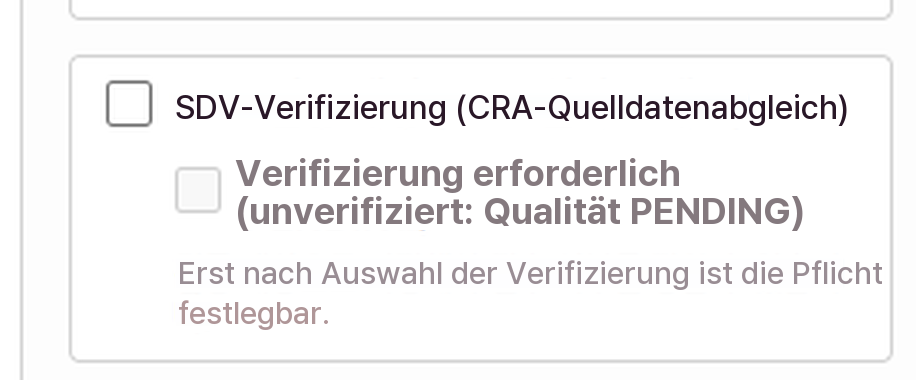 SDV-Verifizierung (CRA-Quelldatenabgleich)
Verifizierung erforderlich
(unverifiziert: Qualität PENDING)
Erst nach Auswahl der Verifizierung ist die Pflicht
festlegbar.